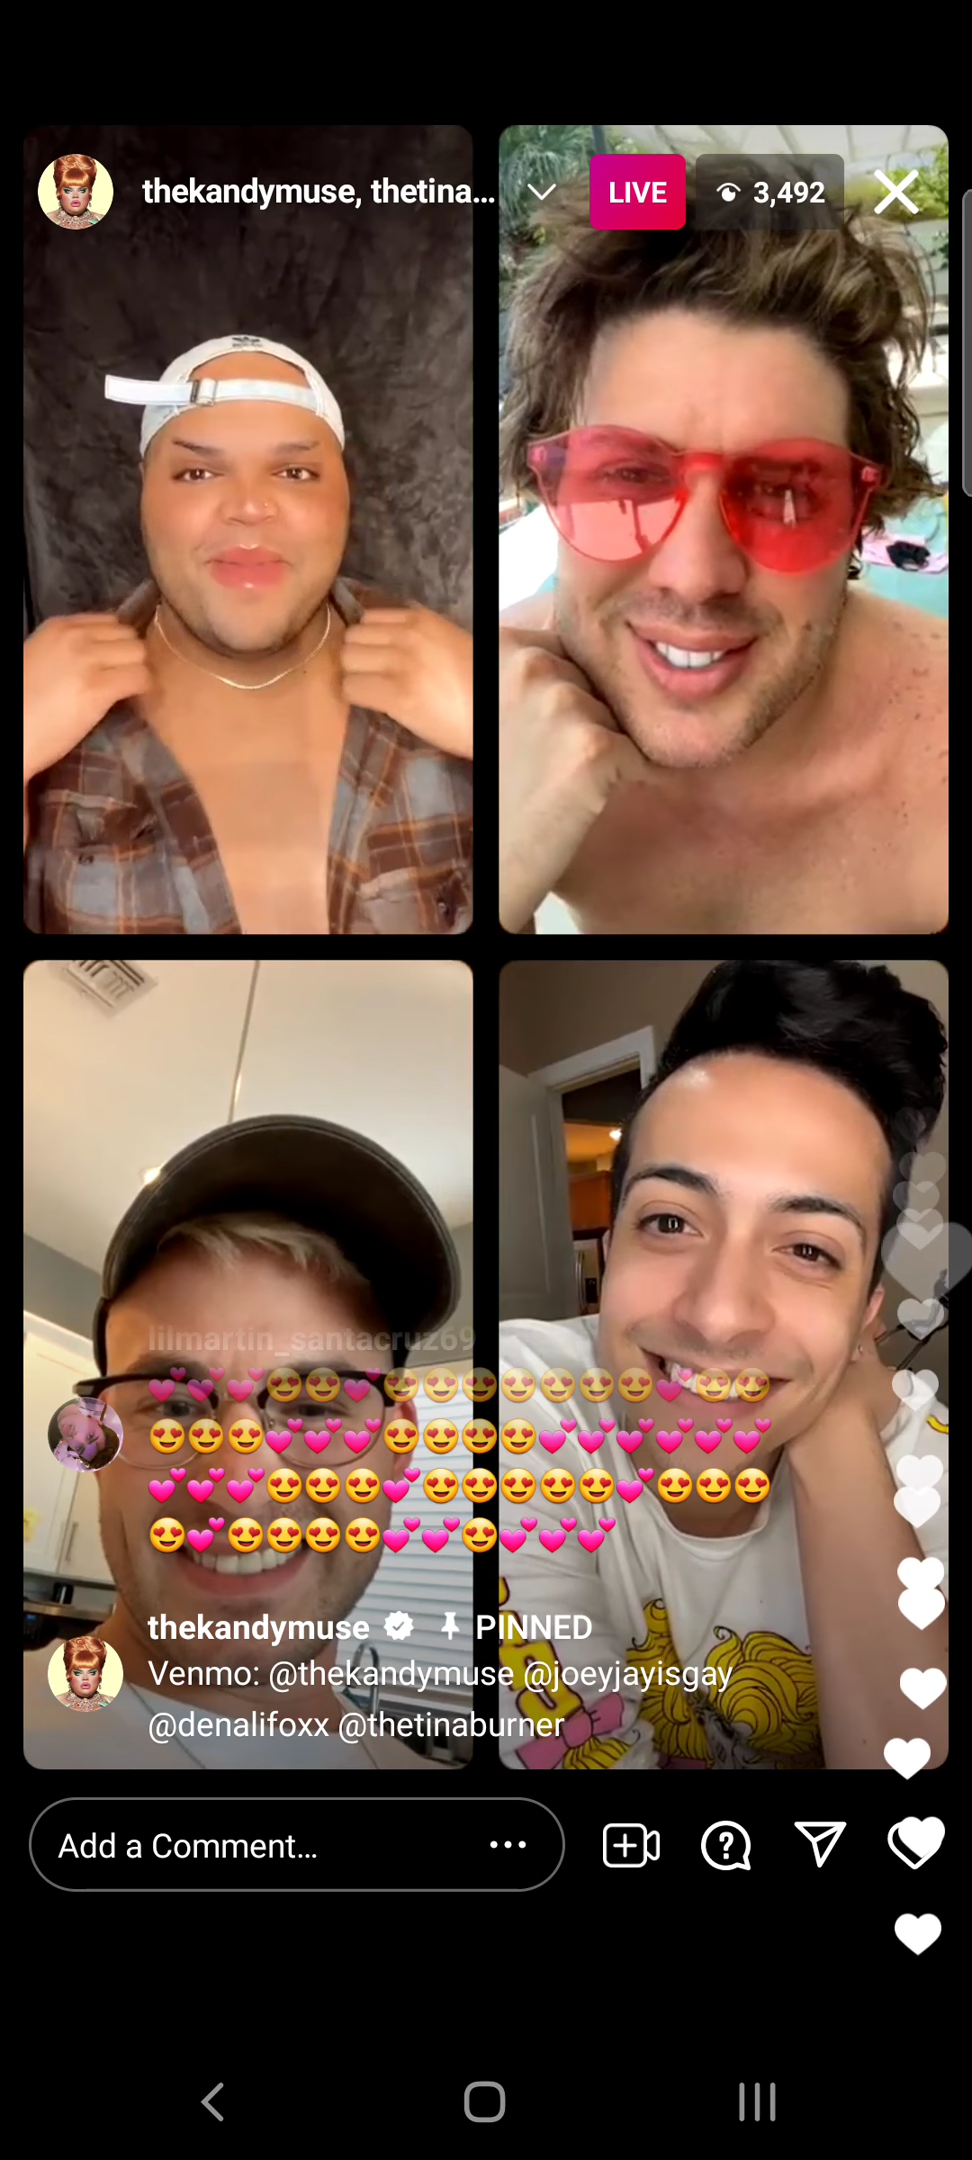 thekandymuse, thetina...
LIVE
3,492
lilmartin_santacruz69
💕💕💕😍😍💕😍😍😍😍😍😍😍💕😍😍
😍😍😍💕💕💕😍😍😍😍💕💕💕💕💕💕
💕💕💕😍😍😍💕😍😍😍😍😍💕😍😍😍
😍💕😍😍😍😍💕💕😍💕💕💕
thekandymuse PINNED
Venmo: @thekandymuse @joeyjayisgay
@denalifoxx @thetinaburner
Add a Comment...